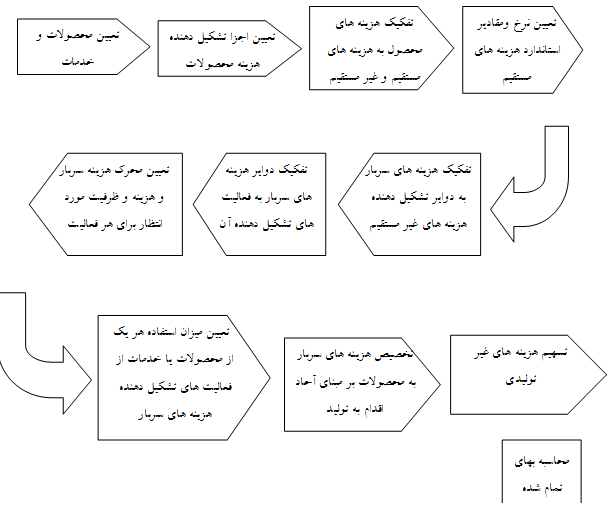 تعیین محصولات و
خدمات
تعیین اجزا تشکیل دهنده
هزینه محصولات
تفکیک هزینه های
محصول به هزینه های
مستقیم و غیر مستقیم
تعیین نرخ ومقادیر
استاندارد هزینه های
مستقیم
تفکیک هزینه های سربار
به دوایر تشکیل دهنده
هزینه های غیر مستقیم
تفکیک دوایر هزینه
های سربار به فعالیت
های تشکیل دهنده آن
تعیین محرک هزینه سربار
و هزینه و ظرفیت مورد
انتظار برای هر فعالیت
تعیین میزان استفاده هر یک
از محصولات یا خدمات از
فعالیت های تشکیل دهنده
هزینه های سربار
تخصیص هزینه های سربار
به محصولات بر مبنای آحاد
اقدام به تولید
تسهیم هزینه های غیر
تولیدی
محاسبه بهای
تمام شده